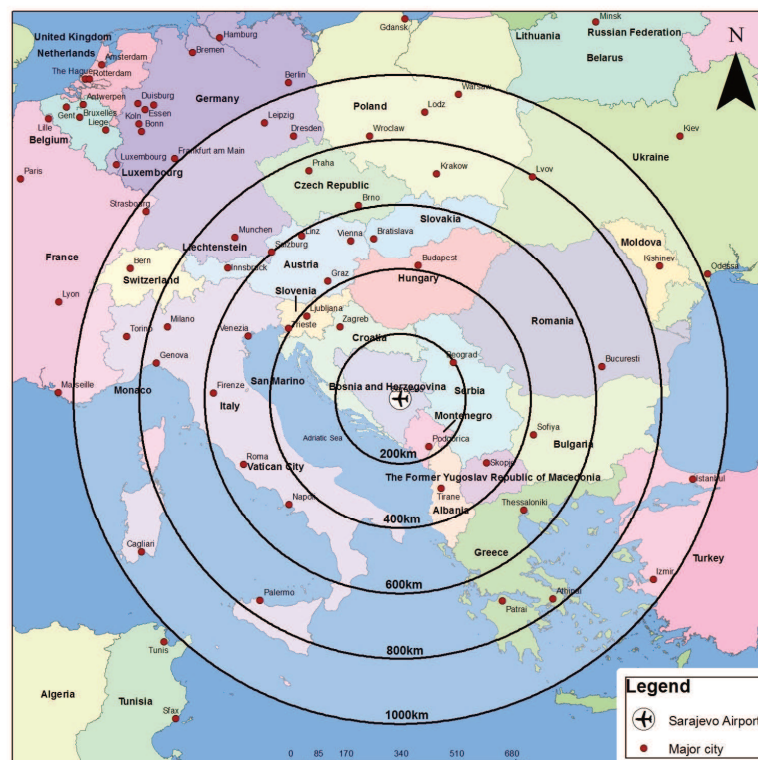 Hamburg
Minsk
Gdansk
Lithuania
Russian Federation
United Kingdom
Bremen
Netherlands
Amsterdam
Belarus
N
The Hague
Rotterdam
Berlin
Warsaw
Antwerpen
Duisburg
Germany
Poland
Lodz
Gent
Bruxelles
Essen
Leipzig
Lille
Koln
Liege
Bonn
Dresden
Wroclaw
Kiev
Belgium
Luxembourg
Frankfurt am Main
Ukraine
Luxembourg
Praha
Krakow
Lvov
Paris
Czech Republic
Strasbourg
Brno
Slovakia
Munchen
Linz
Vienna
Bratislava
Moldova
France
Liechtenstein
Salzburg
Bern
Innsbruck
Austria
Budapest
Kishinev
Odessa
Switzerland
Graz
Hungary
Slovenia
Lyon
Ljubljana
Milano
Zagreb
Romania
Torino
Venezia
Trieste
Croatia
Genova
Beograd
Bucuresti
San Marino
Bosnia and Herzegovina
Marseille
Monaco
Firenze
Serbia
Italy
Montenegro
Sofiya
Adriatic Sea
Podgorica
Bulgaria
200km
Roma
Vatican City
Skopje
The Former Yugoslav Republic of Macedonia
Istanbul
Tirane
Napoli
Albania
Thessaloniki
400km
Cagliari
Greece
Turkey
Izmir
600km
Palermo
Patrai
Athinai
Tunis
800km
Legend
Algeria
Tunisia
Sfax
1000km
Sarajevo Airport
Major city
0 85 170 340 510 680